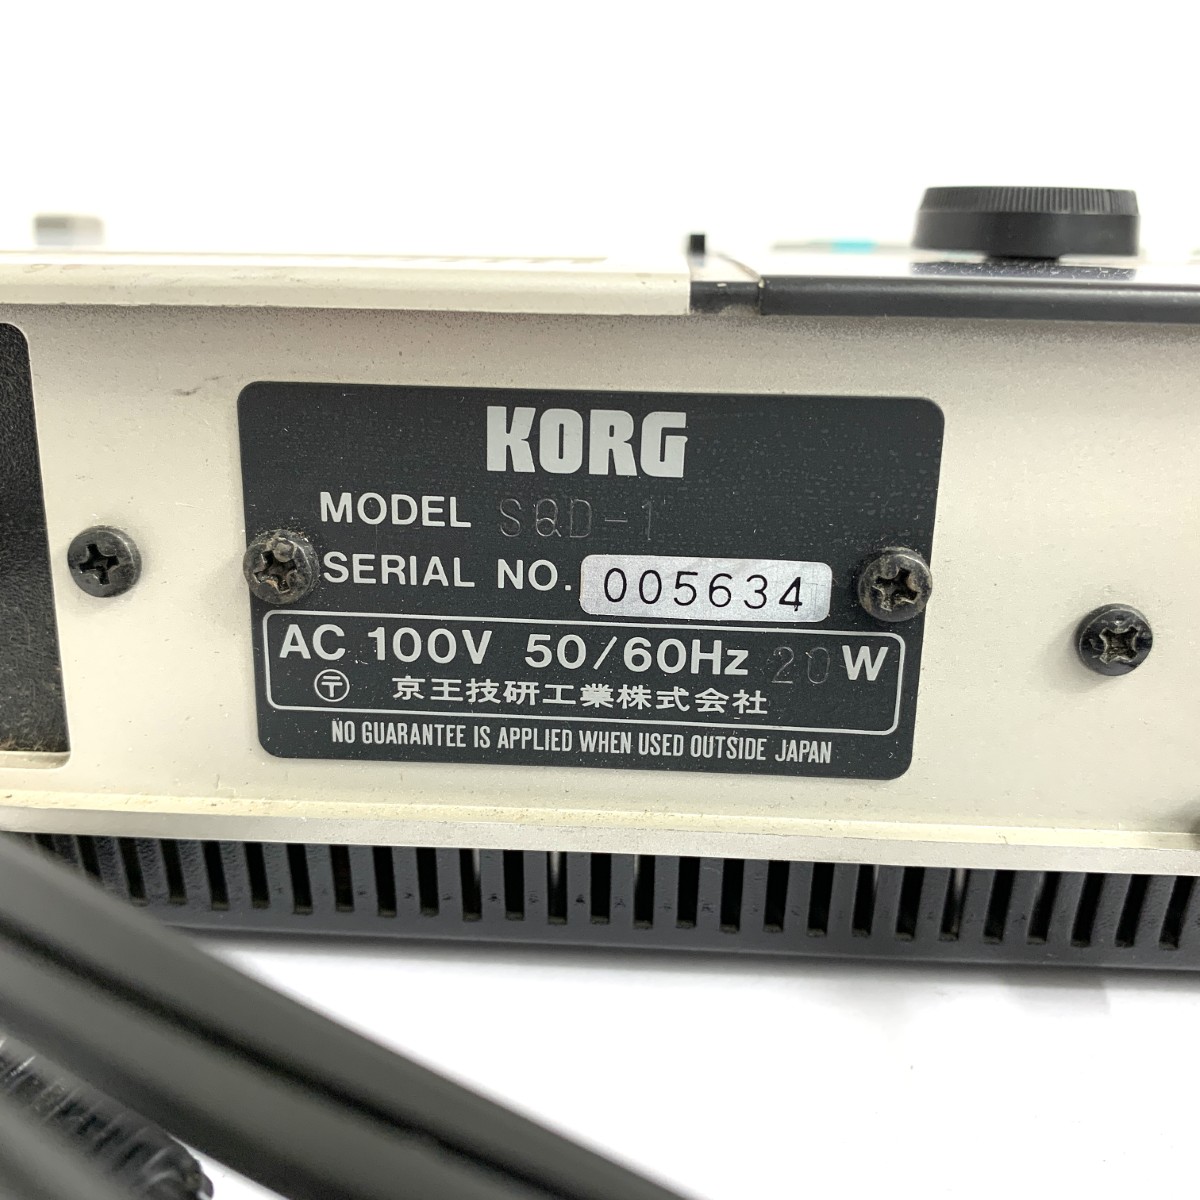 KORG
MODEL SQD-1
SERIAL NO. 005634
AC 100V 50/60Hz 20 W
〶 京王技研工業株式会社
NO GUARANTEE IS APPLIED WHEN USED OUTSIDE JAPAN